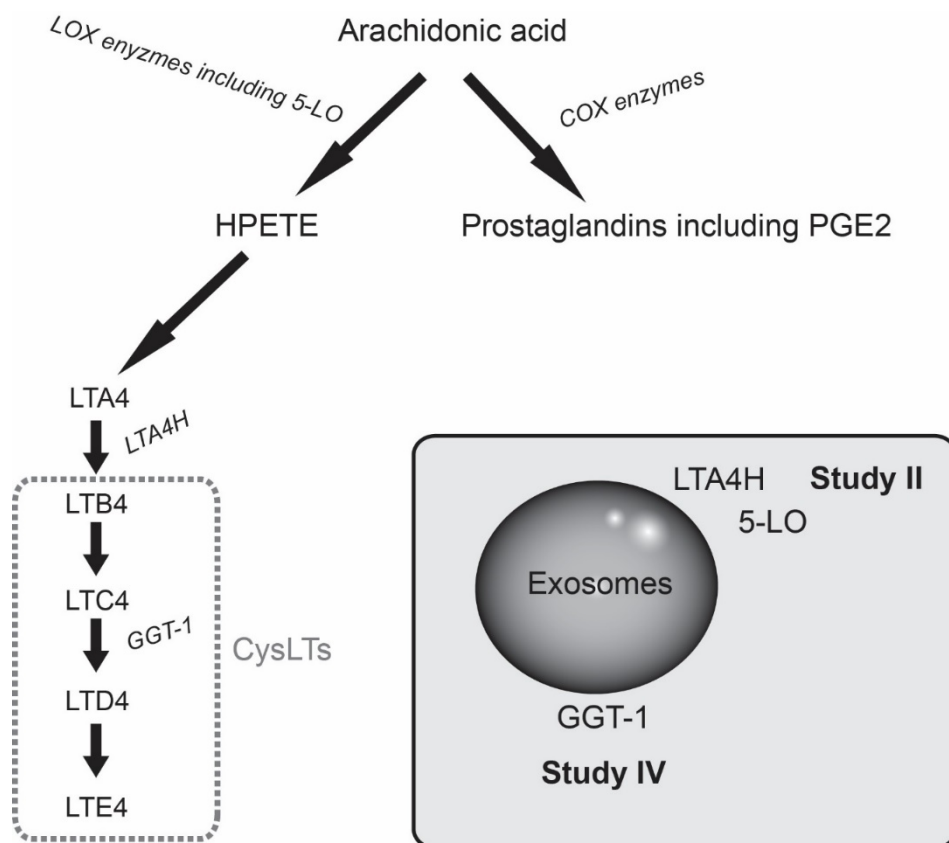 Arachidonic acid
LOX enyzmes including 5-LO
COX enzymes
HPETE
Prostaglandins including PGE2
LTA4
LTA4H
LTB4
LTC4
GGT-1
LTD4
LTE4
CysLTs
LTA4H
Study II
5-LO
Exosomes
GGT-1
Study IV